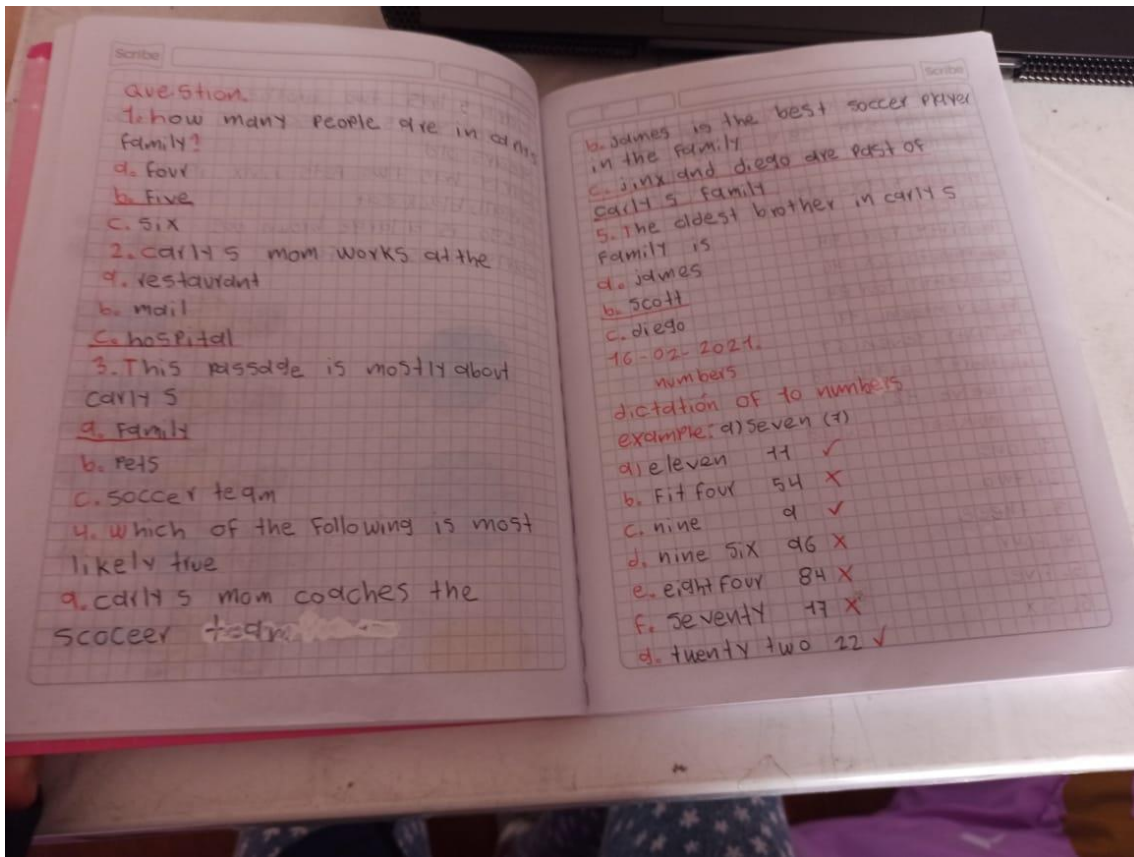 Scribe
Question.
1. how many people are in carlys
family?
a. four
b. Five
c. six
2. carly s mom works at the
a. restaurant
b. mail
c. hospital
3. This passage is mostly about
carly s
a. Family
b. Pets
c. soccer team
4. Which of the Following is most
likely true
a. carly s mom coaches the
scoceer team
Scribe
b. James is the best soccer player
in the family
c. jinx and diego are past of
carly s family
5. The oldest brother in carly s
Family is
a. james
b. scott
c. diego
16-02-2021.
numbers
dictation OF 10 numbers
example: a) seven (7)
a) eleven 11 ✓
b. Fit four 54 X
c. nine 9 ✓
d. nine six 96 X
e. eight four 84 X
f. seventy 17 X
g. tuenty two 22 ✓